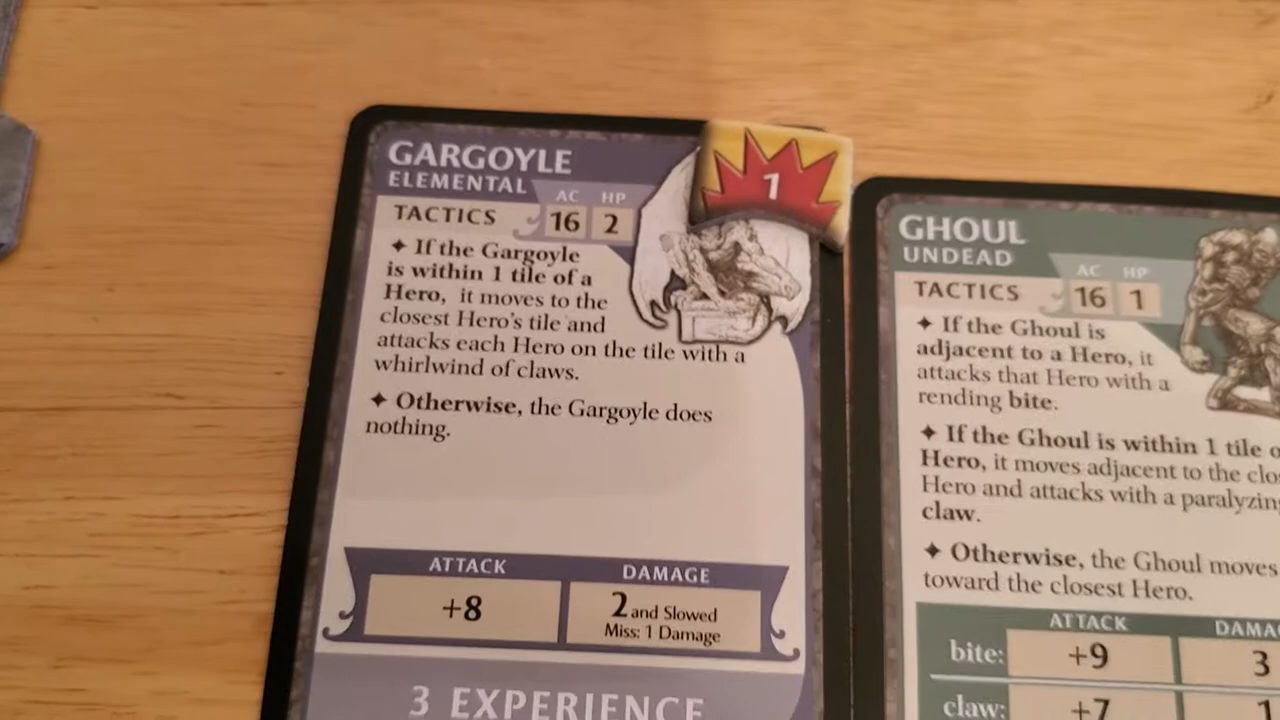 GARGOYLE
ELEMENTAL
AC HP
TACTICS 16 2
1
✦ If the Gargoyle
is within 1 tile of a
Hero, it moves to the
closest Hero's tile and
attacks each Hero on the tile with a
whirlwind of claws.
✦ Otherwise, the Gargoyle does
nothing.
ATTACK DAMAGE
+8 2 and Slowed
Miss: 1 Damage
3 EXPERIENCE
GHOUL
UNDEAD
AC HP
TACTICS 16 1
✦ If the Ghoul is
adjacent to a Hero, it
attacks that Hero with a
rending bite.
✦ If the Ghoul is within 1 tile
Hero, it moves adjacent to the
Hero and attacks with a
claw.
✦ Otherwise, the Ghoul moves
toward the closest Hero.
ATTACK
bite: +9 3
claw: +7 1